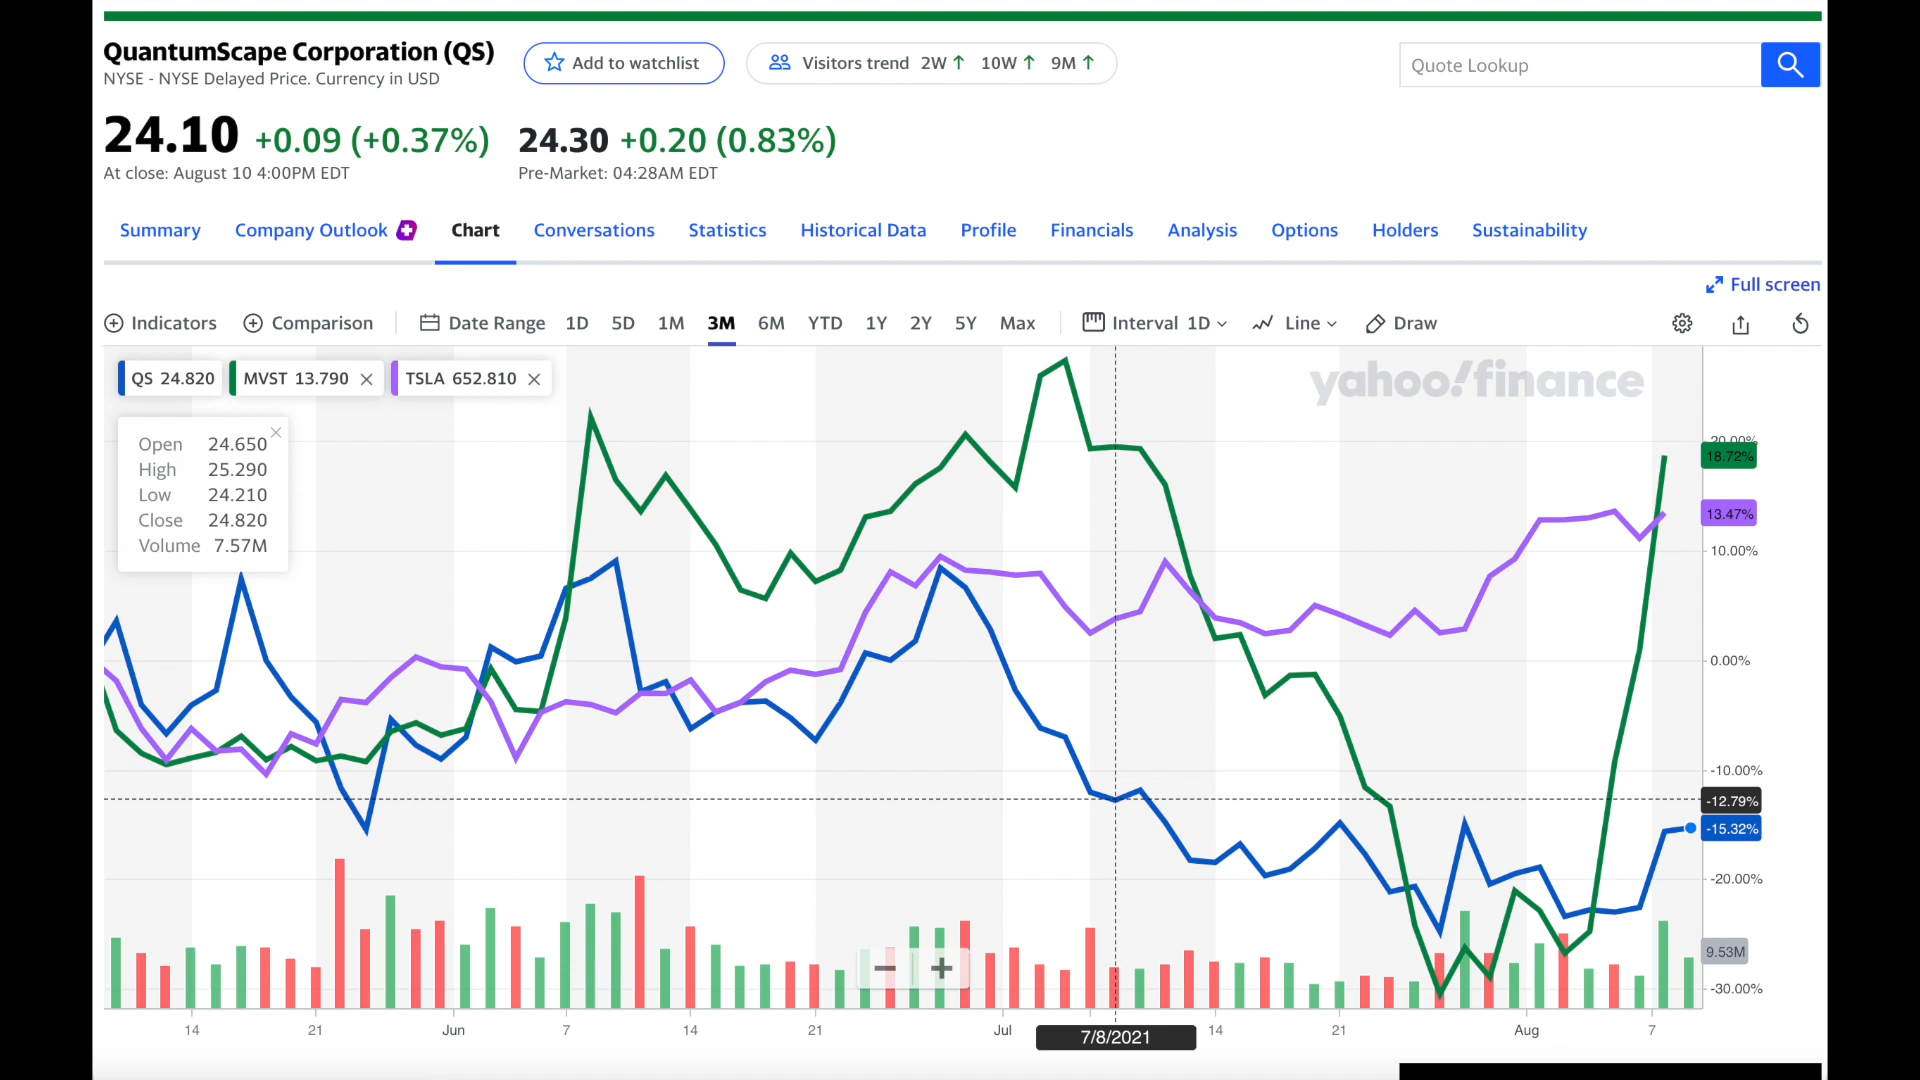 QuantumScape Corporation (QS)
NYSE - NYSE Delayed Price. Currency in USD
Add to watchlist
Visitors trend 2W ↑ 10W ↑ 9M ↑
Quote Lookup
24.10 +0.09 (+0.37%)
At close: August 10 4:00PM EDT
24.30 +0.20 (0.83%)
Pre-Market: 04:28AM EDT
Summary Company Outlook Chart Conversations Statistics Historical Data Profile Financials Analysis Options Holders Sustainability
Full screen
Indicators Comparison Date Range 1D 5D 1M 3M 6M YTD 1Y 2Y 5Y Max Interval 1D Line Draw
QS 24.820 MVST 13.790 TSLA 652.810
yahoo!finance
Open 24.650
High 25.290
Low 24.210
Close 24.820
Volume 7.57M
20.00%
18.72%
13.47%
10.00%
0.00%
-10.00%
-12.79%
-15.32%
-20.00%
9.53M
-30.00%
14 21 Jun 7 14 21 Jul 7/8/2021 14 21 Aug 7